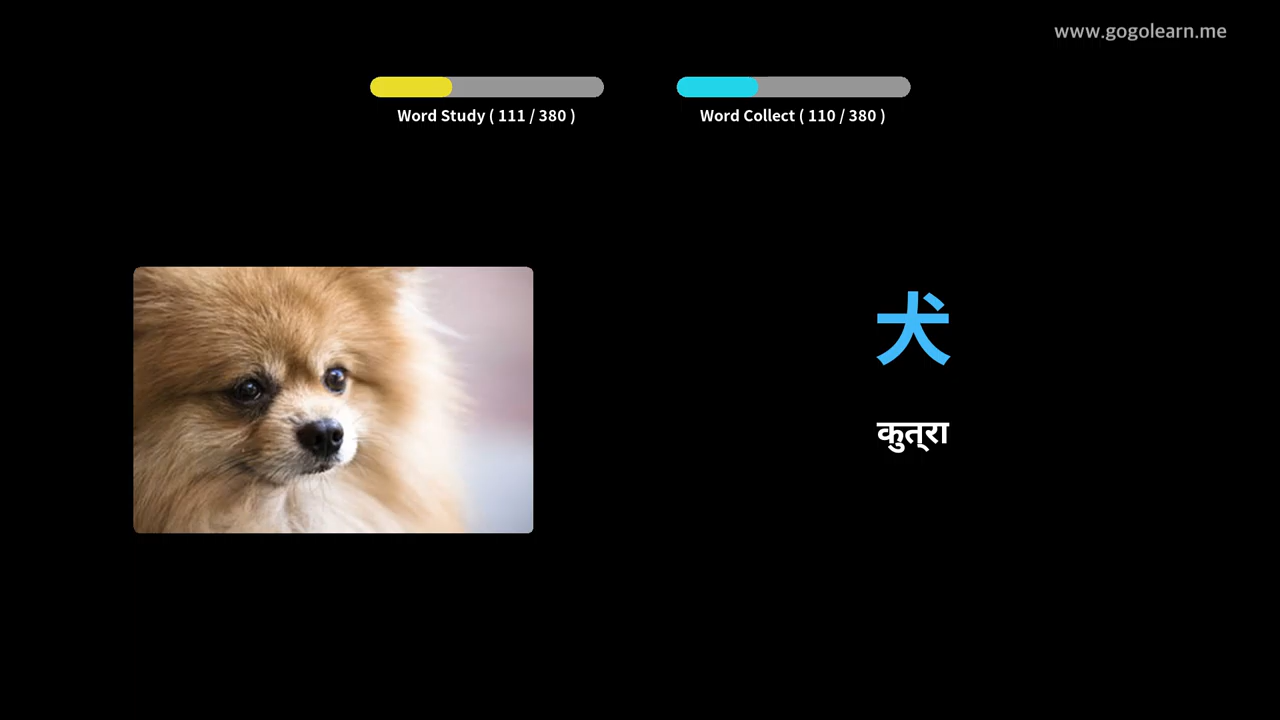 www.gogolearn.me
Word Study ( 111 / 380 )
Word Collect ( 110 / 380 )
犬
कुत्रा